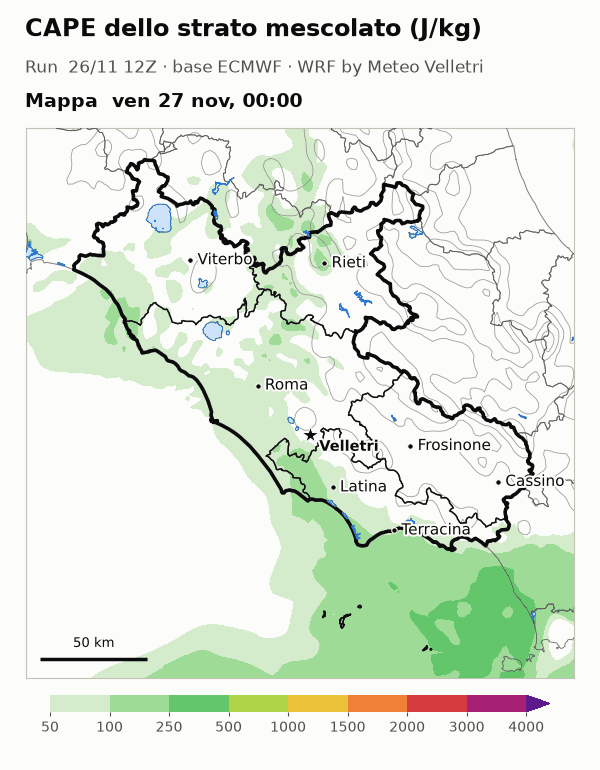 CAPE dello strato mescolato (J/kg)
Run  26/11 12Z · base ECMWF · WRF by Meteo Velletri
Mappa  ven 27 nov, 00:00
Viterbo
Rieti
Roma
Velletri
Frosinone
Latina
Cassino
Terracina
50 km
50 100 250 500 1000 1500 2000 3000 4000